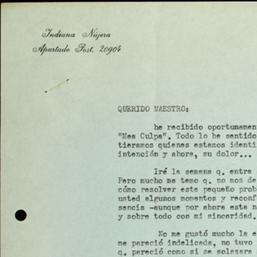 Indiana Nájera
Apartado Post. 20904
QUERIDO MAESTRO:
he recibido oportunamen
"Mea Culpa". Todo lo he sentido
tieramos quienes estamos identi
intención y ahora, su dolor...
Iré la semana q. entra
Pero mucho me temo q. no nos de
cómo resolver este pequeño prob
usted algunos momentos y reconf
sencia -aunque por ahora este n
y sobre todo con mi sinceridad.
No me gustó mucho la e
me pareció indelicada, no tuvo
q. pareció como si se solazara